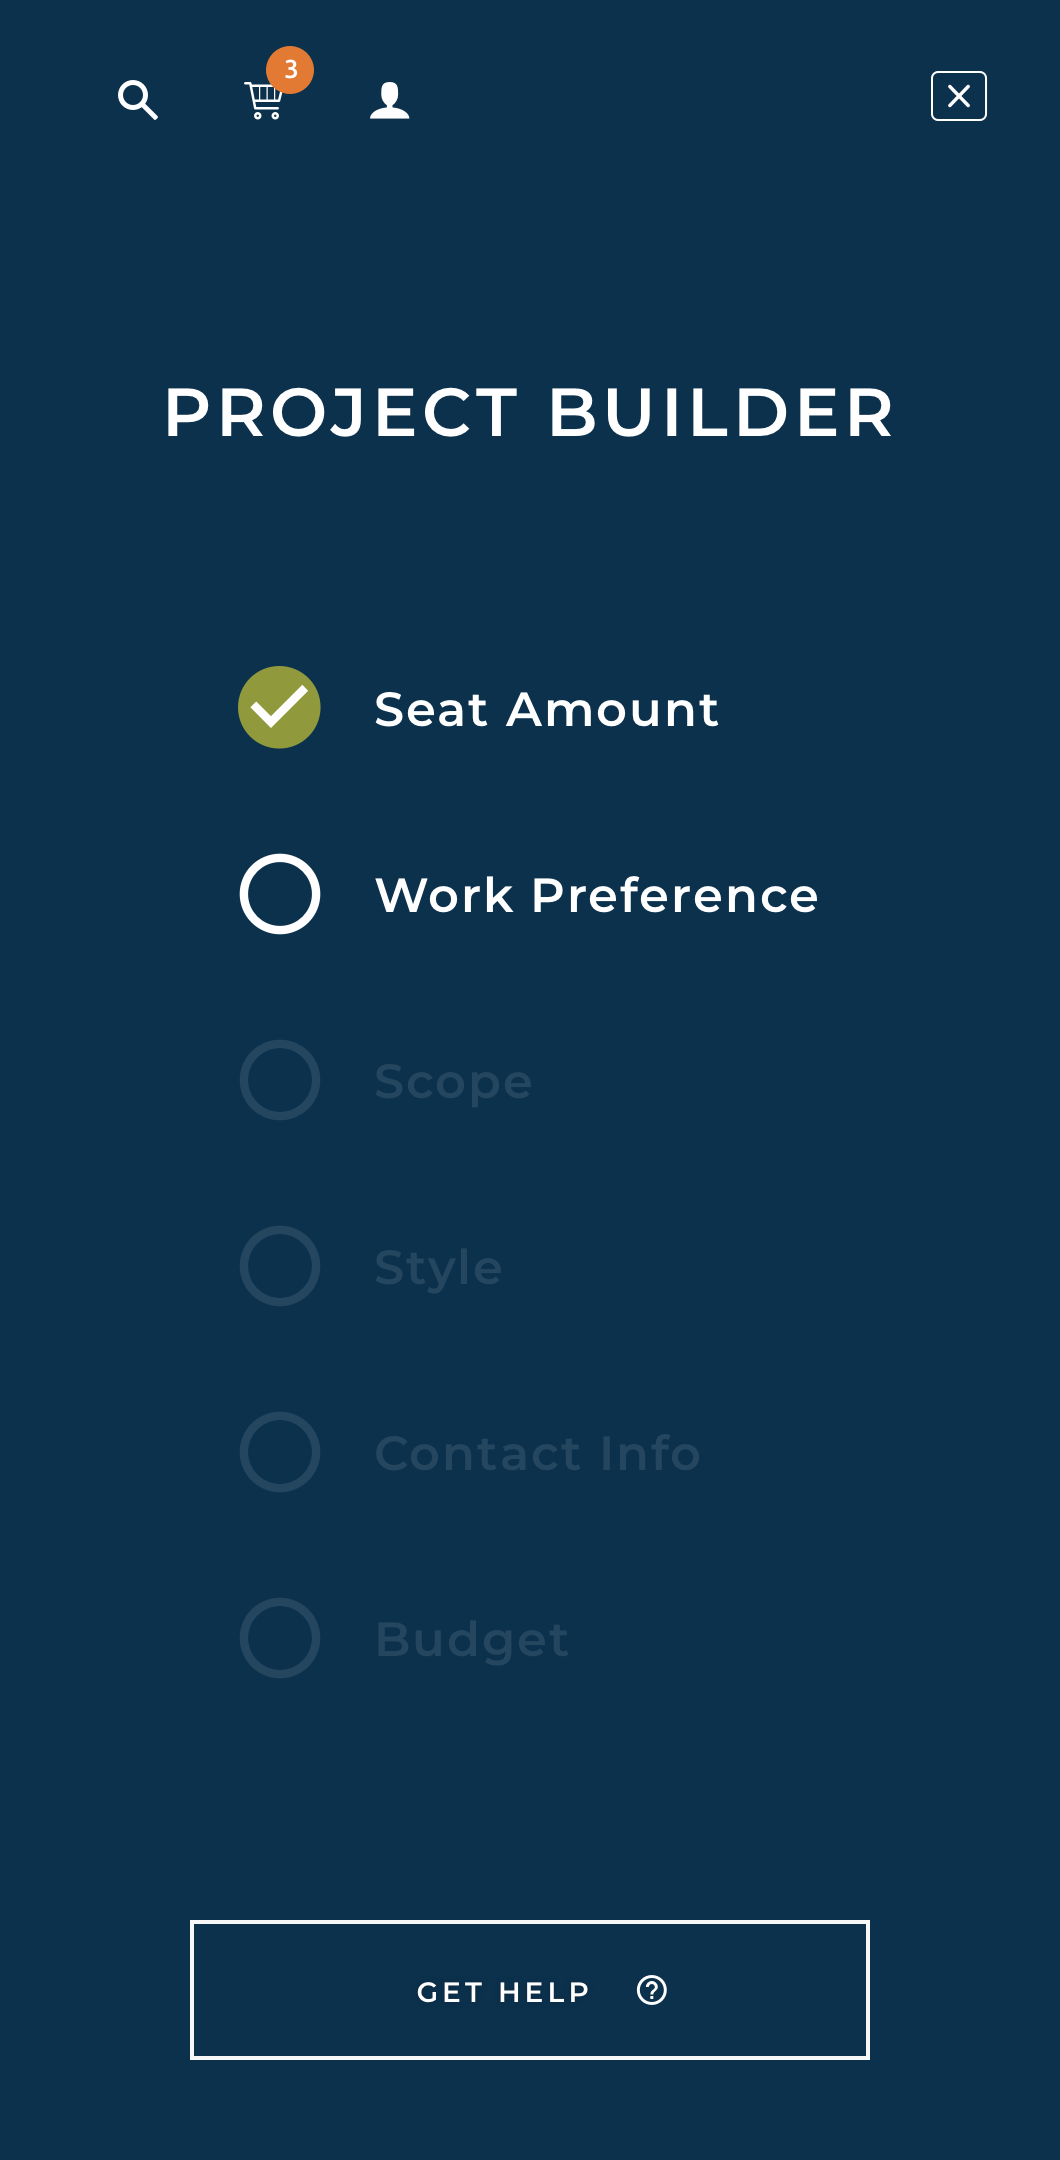 3
PROJECT BUILDER
Seat Amount
Work Preference
Scope
Style
Contact Info
Budget
GET HELP